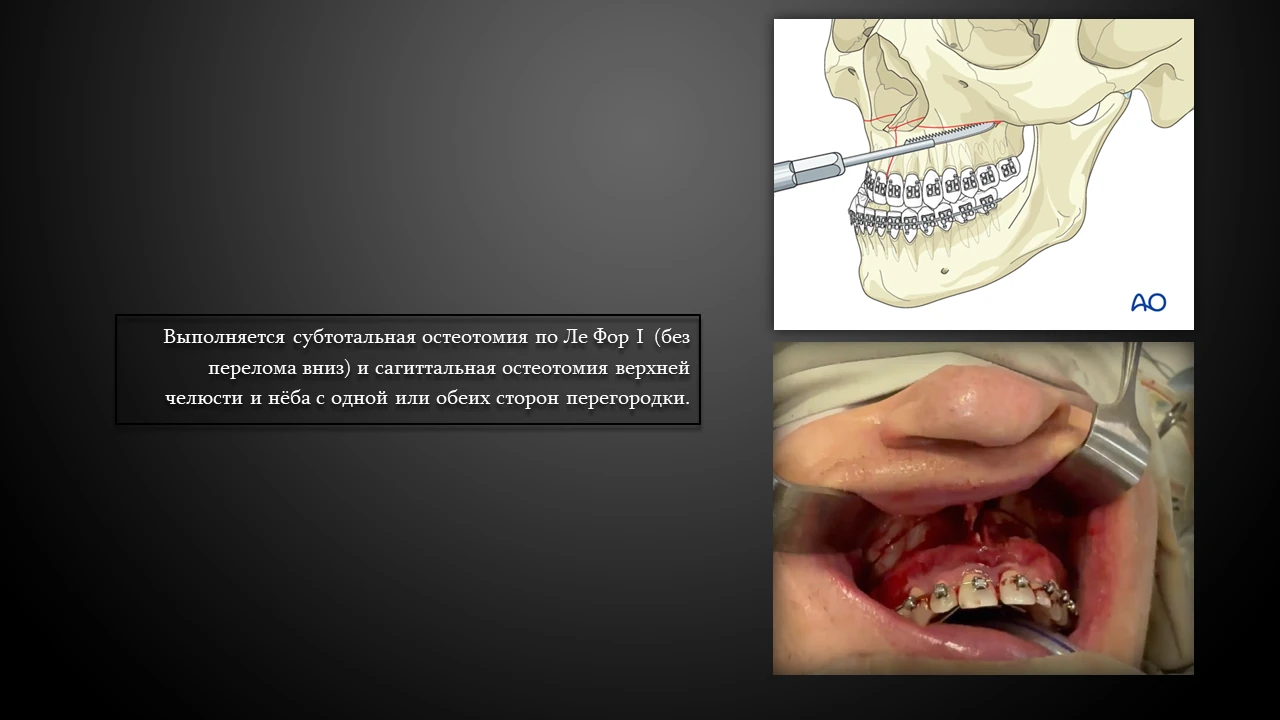 Выполняется субтотальная остеотомия по Ле Фор I (без
перелома вниз) и сагиттальная остеотомия верхней
челюсти и нёба с одной или обеих сторон перегородки.
AO